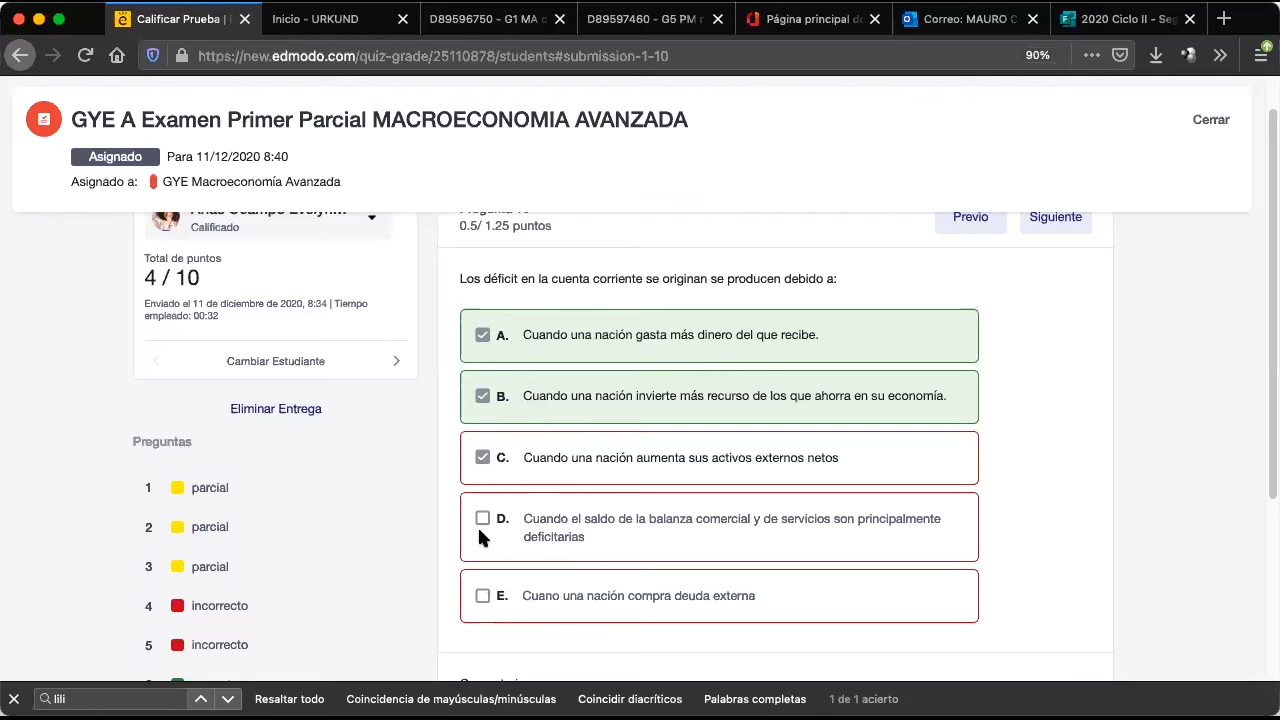 Calificar Prueba |
Inicio - URKUND
D89596750 - G1 MA
D89597460 - G5 PM
Página principal de
Correo: MAURO C
2020 Ciclo II - Seg
https://new.edmodo.com/quiz-grade/25110878/students#submission-1-10
90%
GYE A Examen Primer Parcial MACROECONOMIA AVANZADA
Cerrar
Asignado Para 11/12/2020 8:40
Asignado a: GYE Macroeconomía Avanzada
Calificado
0.5/ 1.25 puntos
Previo
Siguiente
Total de puntos
4 / 10
Enviado el 11 de diciembre de 2020, 8:34 | Tiempo
empleado: 00:32
Cambiar Estudiante
Eliminar Entrega
Preguntas
1 parcial
2 parcial
3 parcial
4 incorrecto
5 incorrecto
Los déficit en la cuenta corriente se originan se producen debido a:
A. Cuando una nación gasta más dinero del que recibe.
B. Cuando una nación invierte más recurso de los que ahorra en su economía.
C. Cuando una nación aumenta sus activos externos netos
D. Cuando el saldo de la balanza comercial y de servicios son principalmente
deficitarias
E. Cuano una nación compra deuda externa
lili
Resaltar todo
Coincidencia de mayúsculas/minúsculas
Coincidir diacríticos
Palabras completas
1 de 1 acierto